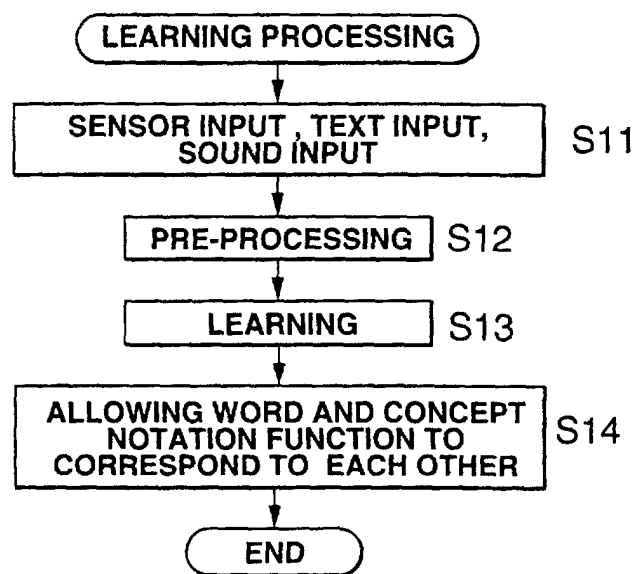 LEARNING PROCESSING
SENSOR INPUT , TEXT INPUT,
SOUND INPUT
S11
PRE-PROCESSING
S12
LEARNING
S13
ALLOWING WORD AND CONCEPT
NOTATION FUNCTION TO
CORRESPOND TO EACH OTHER
S14
END